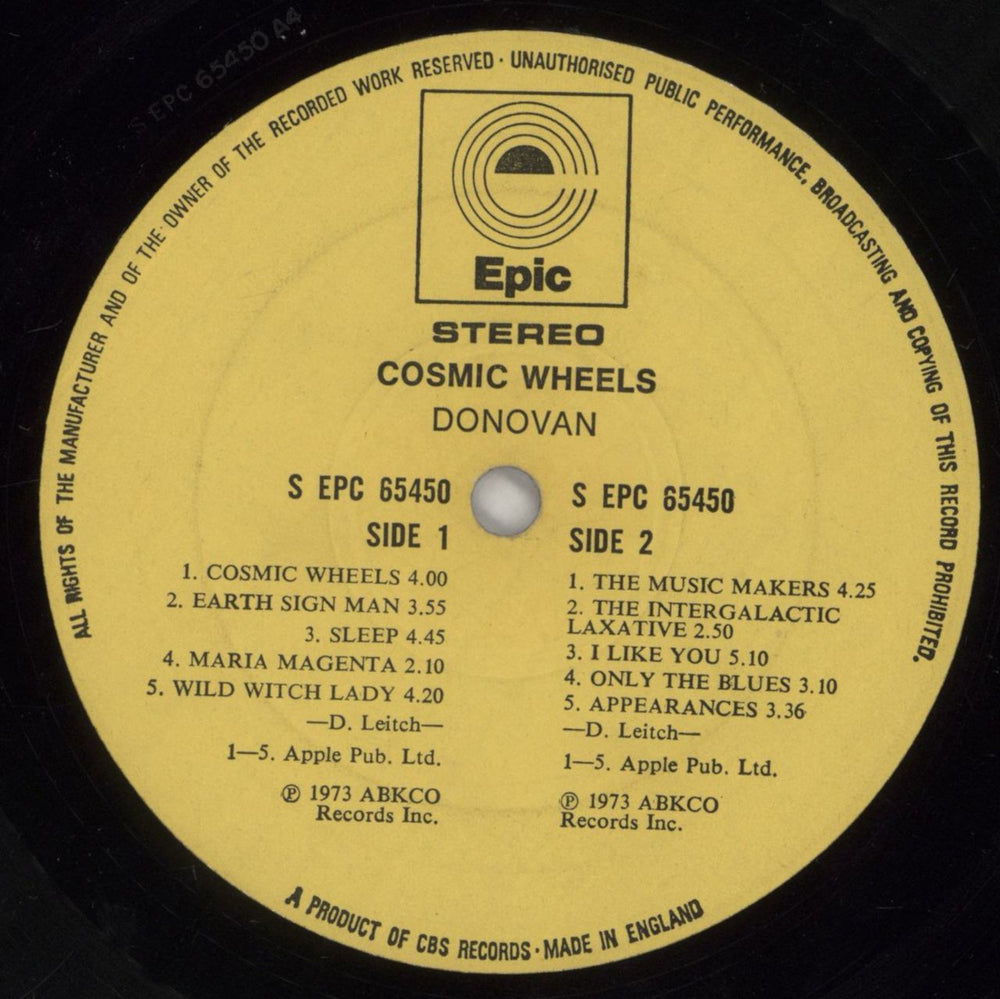 S EPC 65450 A4
ALL RIGHTS OF THE MANUFACTURER AND OF THE OWNER OF THE RECORDED WORK RESERVED · UNAUTHORISED PUBLIC PERFORMANCE, BROADCASTING AND COPYING OF THIS RECORD PROHIBITED.
Epic
STEREO
COSMIC WHEELS
DONOVAN
S EPC 65450
SIDE 1
1. COSMIC WHEELS 4.00
2. EARTH SIGN MAN 3.55
3. SLEEP 4.45
4. MARIA MAGENTA 2.10
5. WILD WITCH LADY 4.20
—D. Leitch—
1—5. Apple Pub. Ltd.
℗ 1973 ABKCO
Records Inc.
S EPC 65450
SIDE 2
1. THE MUSIC MAKERS 4.25
2. THE INTERGALACTIC
LAXATIVE 2.50
3. I LIKE YOU 5.10
4. ONLY THE BLUES 3.10
5. APPEARANCES 3.36
—D. Leitch—
1—5. Apple Pub. Ltd.
℗ 1973 ABKCO
Records Inc.
A PRODUCT OF CBS RECORDS · MADE IN ENGLAND